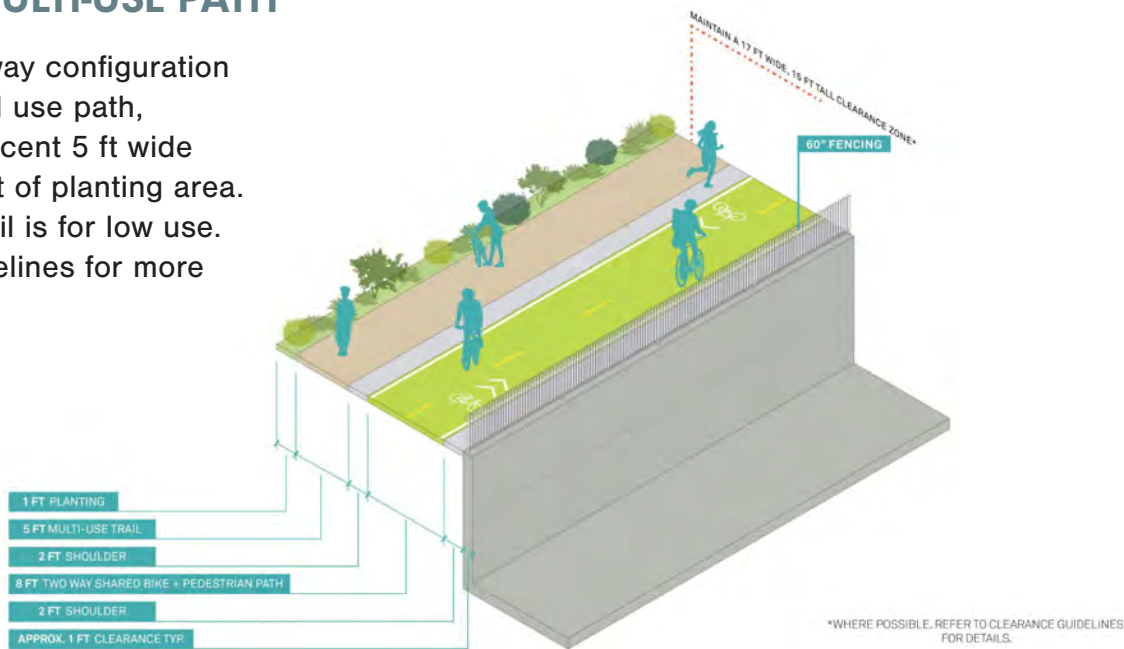 ULTI-USE PATH
way configuration
l use path,
cent 5 ft wide
t of planting area.
il is for low use.
elines for more
MAINTAIN A 17 FT WIDE, 15 FT TALL CLEARANCE ZONE*
60" FENCING
1 FT PLANTING
5 FT MULTI-USE TRAIL
2 FT SHOULDER
8 FT TWO WAY SHARED BIKE + PEDESTRIAN PATH
2 FT SHOULDER
APPROX. 1 FT CLEARANCE TYP.
*WHERE POSSIBLE. REFER TO CLEARANCE GUIDELINES
FOR DETAILS.